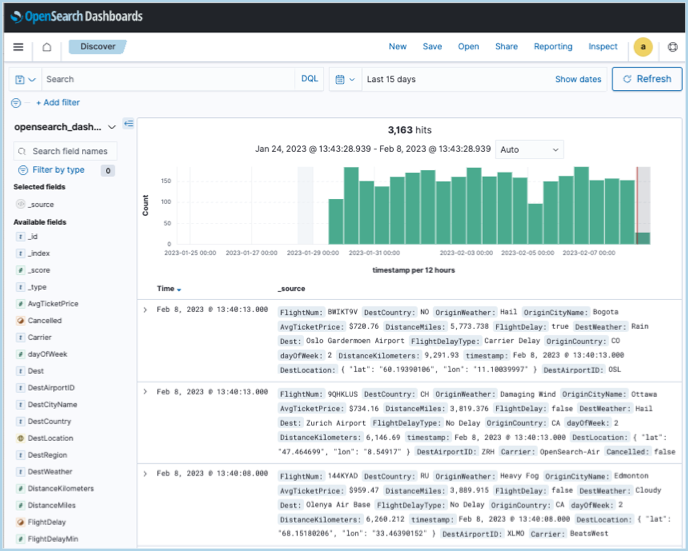 OpenSearch Dashboards
Discover
New Save Open Share Reporting Inspect a
Search DQL Last 15 days Show dates Refresh
+ Add filter
opensearch_dash...
Search field names
Filter by type 0
Selected fields
_source
Available fields
t _id
t _index
# _score
t _type
# AvgTicketPrice
Cancelled
t Carrier
# dayOfWeek
t Dest
t DestAirportID
t DestCityName
t DestCountry
DestLocation
t DestRegion
t DestWeather
# DistanceKilometers
# DistanceMiles
FlightDelay
# FlightDelayMin
3,163 hits
Jan 24, 2023 @ 13:43:28.939 - Feb 8, 2023 @ 13:43:28.939 Auto
Count
150
100
50
0
2023-01-25 00:00 2023-01-27 00:00 2023-01-29 00:00 2023-01-31 00:00 2023-02-03 00:00 2023-02-05 00:00 2023-02-07 00:00
timestamp per 12 hours
Time _source
Feb 8, 2023 @ 13:40:13.000 FlightNum: BWIKT9V DestCountry: NO OriginWeather: Hail OriginCityName: Bogota
AvgTicketPrice: $720.76 DistanceMiles: 5,773.738 FlightDelay: true DestWeather: Rain
Dest: Oslo Gardermoen Airport FlightDelayType: Carrier Delay OriginCountry: CO
dayOfWeek: 2 DistanceKilometers: 9,291.93 timestamp: Feb 8, 2023 @ 13:40:13.000
DestLocation: { "lat": "60.19390106", "lon": "11.10039997" } DestAirportID: OSL
Feb 8, 2023 @ 13:40:13.000 FlightNum: 9QHKLUS DestCountry: CH OriginWeather: Damaging Wind OriginCityName: Ottawa
AvgTicketPrice: $734.16 DistanceMiles: 3,819.376 FlightDelay: false DestWeather: Hail
Dest: Zurich Airport FlightDelayType: No Delay OriginCountry: CA dayOfWeek: 2
DistanceKilometers: 6,146.69 timestamp: Feb 8, 2023 @ 13:40:13.000 DestLocation: { "lat":
"47.464699", "lon": "8.54917" } DestAirportID: ZRH Carrier: OpenSearch-Air Cancelled: false
Feb 8, 2023 @ 13:40:08.000 FlightNum: 144KYAD DestCountry: RU OriginWeather: Heavy Fog OriginCityName: Edmonton
AvgTicketPrice: $959.47 DistanceMiles: 3,889.915 FlightDelay: false DestWeather: Cloudy
Dest: Olenya Air Base FlightDelayType: No Delay OriginCountry: CA dayOfWeek: 2
DistanceKilometers: 6,260.212 timestamp: Feb 8, 2023 @ 13:40:08.000 DestLocation: { "lat":
"68.15180206", "lon": "33.46390152" } DestAirportID: XLMO Carrier: BeatsWest